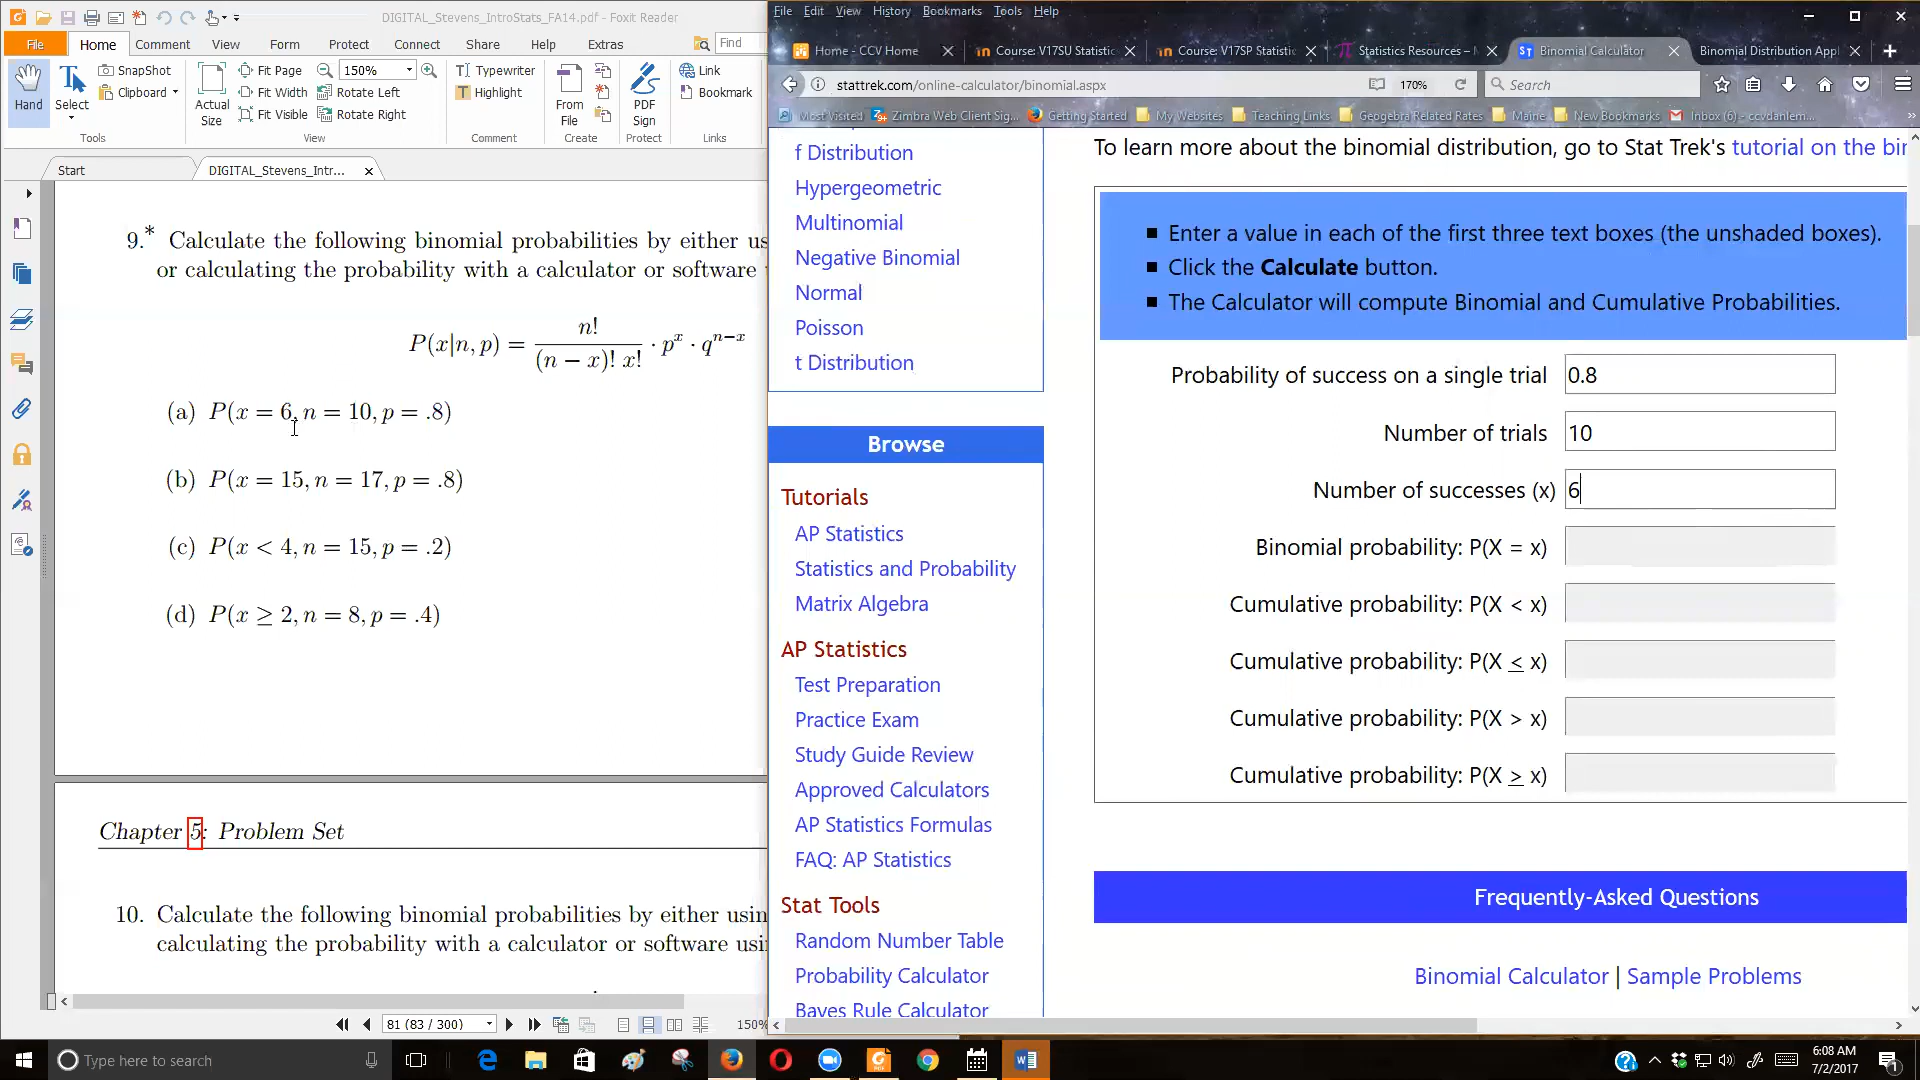 DIGITAL_Stevens_IntroStats_FA14.pdf - Foxit Reader
File
Home
Comment
View
Form
Protect
Connect
Share
Help
Extras
Find
Hand
Select
SnapShot
Clipboard
Tools
Actual Size
Fit Page
Fit Width
Fit Visible
150%
Rotate Left
Rotate Right
View
Typewriter
Highlight
Comment
From File
Create
PDF Sign
Protect
Link
Bookmark
Links
Start
DIGITAL_Stevens_Intr...
9.* Calculate the following binomial probabilities by either us
or calculating the probability with a calculator or software
P(x|n, p) = n! / (n − x)! x! · p^x · q^{n−x}
(a) P(x = 6, n = 10, p = .8)
(b) P(x = 15, n = 17, p = .8)
(c) P(x < 4, n = 15, p = .2)
(d) P(x ≥ 2, n = 8, p = .4)
Chapter 5: Problem Set
10. Calculate the following binomial probabilities by either usin
calculating the probability with a calculator or software usi
81 (83 / 300)
150%
File Edit View History Bookmarks Tools Help
Home - CCV Home
Course: V17SU Statistic
Course: V17SP Statistic
Statistics Resources –
Binomial Calculator
Binomial Distribution Appl
stattrek.com/online-calculator/binomial.aspx
170%
Search
Most Visited
Zimbra Web Client Sig...
Getting Started
My Websites
Teaching Links
Geogebra Related Rates
Maine
New Bookmarks
Inbox (6) - ccvdanlem...
f Distribution
Hypergeometric
Multinomial
Negative Binomial
Normal
Poisson
t Distribution
Browse
Tutorials
AP Statistics
Statistics and Probability
Matrix Algebra
AP Statistics
Test Preparation
Practice Exam
Study Guide Review
Approved Calculators
AP Statistics Formulas
FAQ: AP Statistics
Stat Tools
Random Number Table
Probability Calculator
Bayes Rule Calculator
To learn more about the binomial distribution, go to Stat Trek's tutorial on the bi
■ Enter a value in each of the first three text boxes (the unshaded boxes).
■ Click the Calculate button.
■ The Calculator will compute Binomial and Cumulative Probabilities.
Probability of success on a single trial 0.8
Number of trials 10
Number of successes (x) 6
Binomial probability: P(X = x)
Cumulative probability: P(X < x)
Cumulative probability: P(X ≤ x)
Cumulative probability: P(X > x)
Cumulative probability: P(X ≥ x)
Frequently-Asked Questions
Binomial Calculator | Sample Problems
Type here to search
6:08 AM
7/2/2017